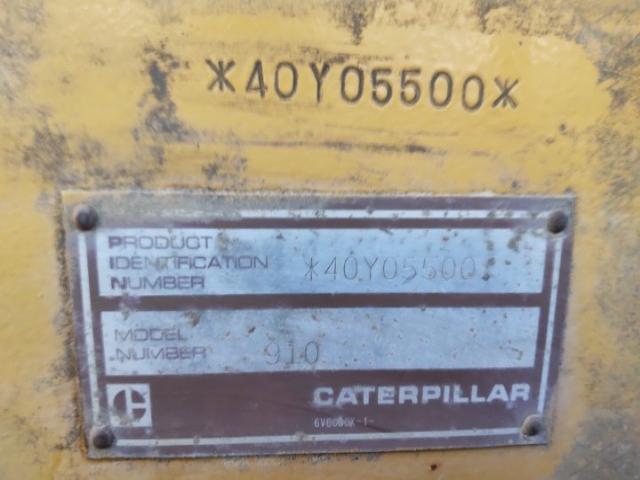 *40Y05500*
PRODUCT
IDENTIFICATION *40Y05500*
NUMBER
MODEL
NUMBER 910
C CATERPILLAR